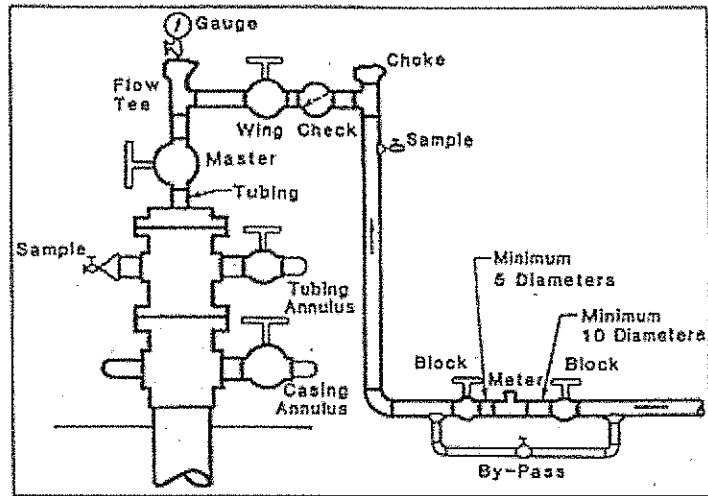 Gauge
Choke
Flow
Tee
Wing
Check
Sample
Master
Tubing
Sample
Minimum
5 Diameters
Tubing
Annulus
Minimum
10 Diameters
Block
Meter
Block
Casing
Annulus
By-Pass